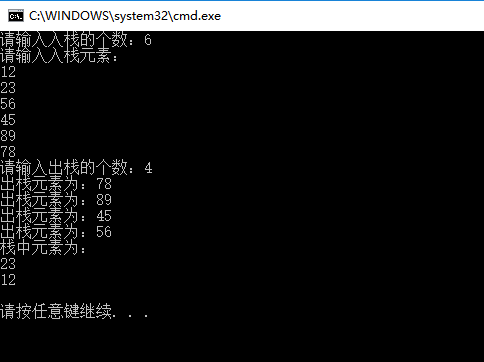 C:\WINDOWS\system32\cmd.exe
请输入入栈的个数：6
请输入入栈元素：
12
23
56
45
89
78
请输入出栈的个数：4
出栈元素为：78
出栈元素为：89
出栈元素为：45
出栈元素为：56
栈中元素为：
23
12
请按任意键继续. . .